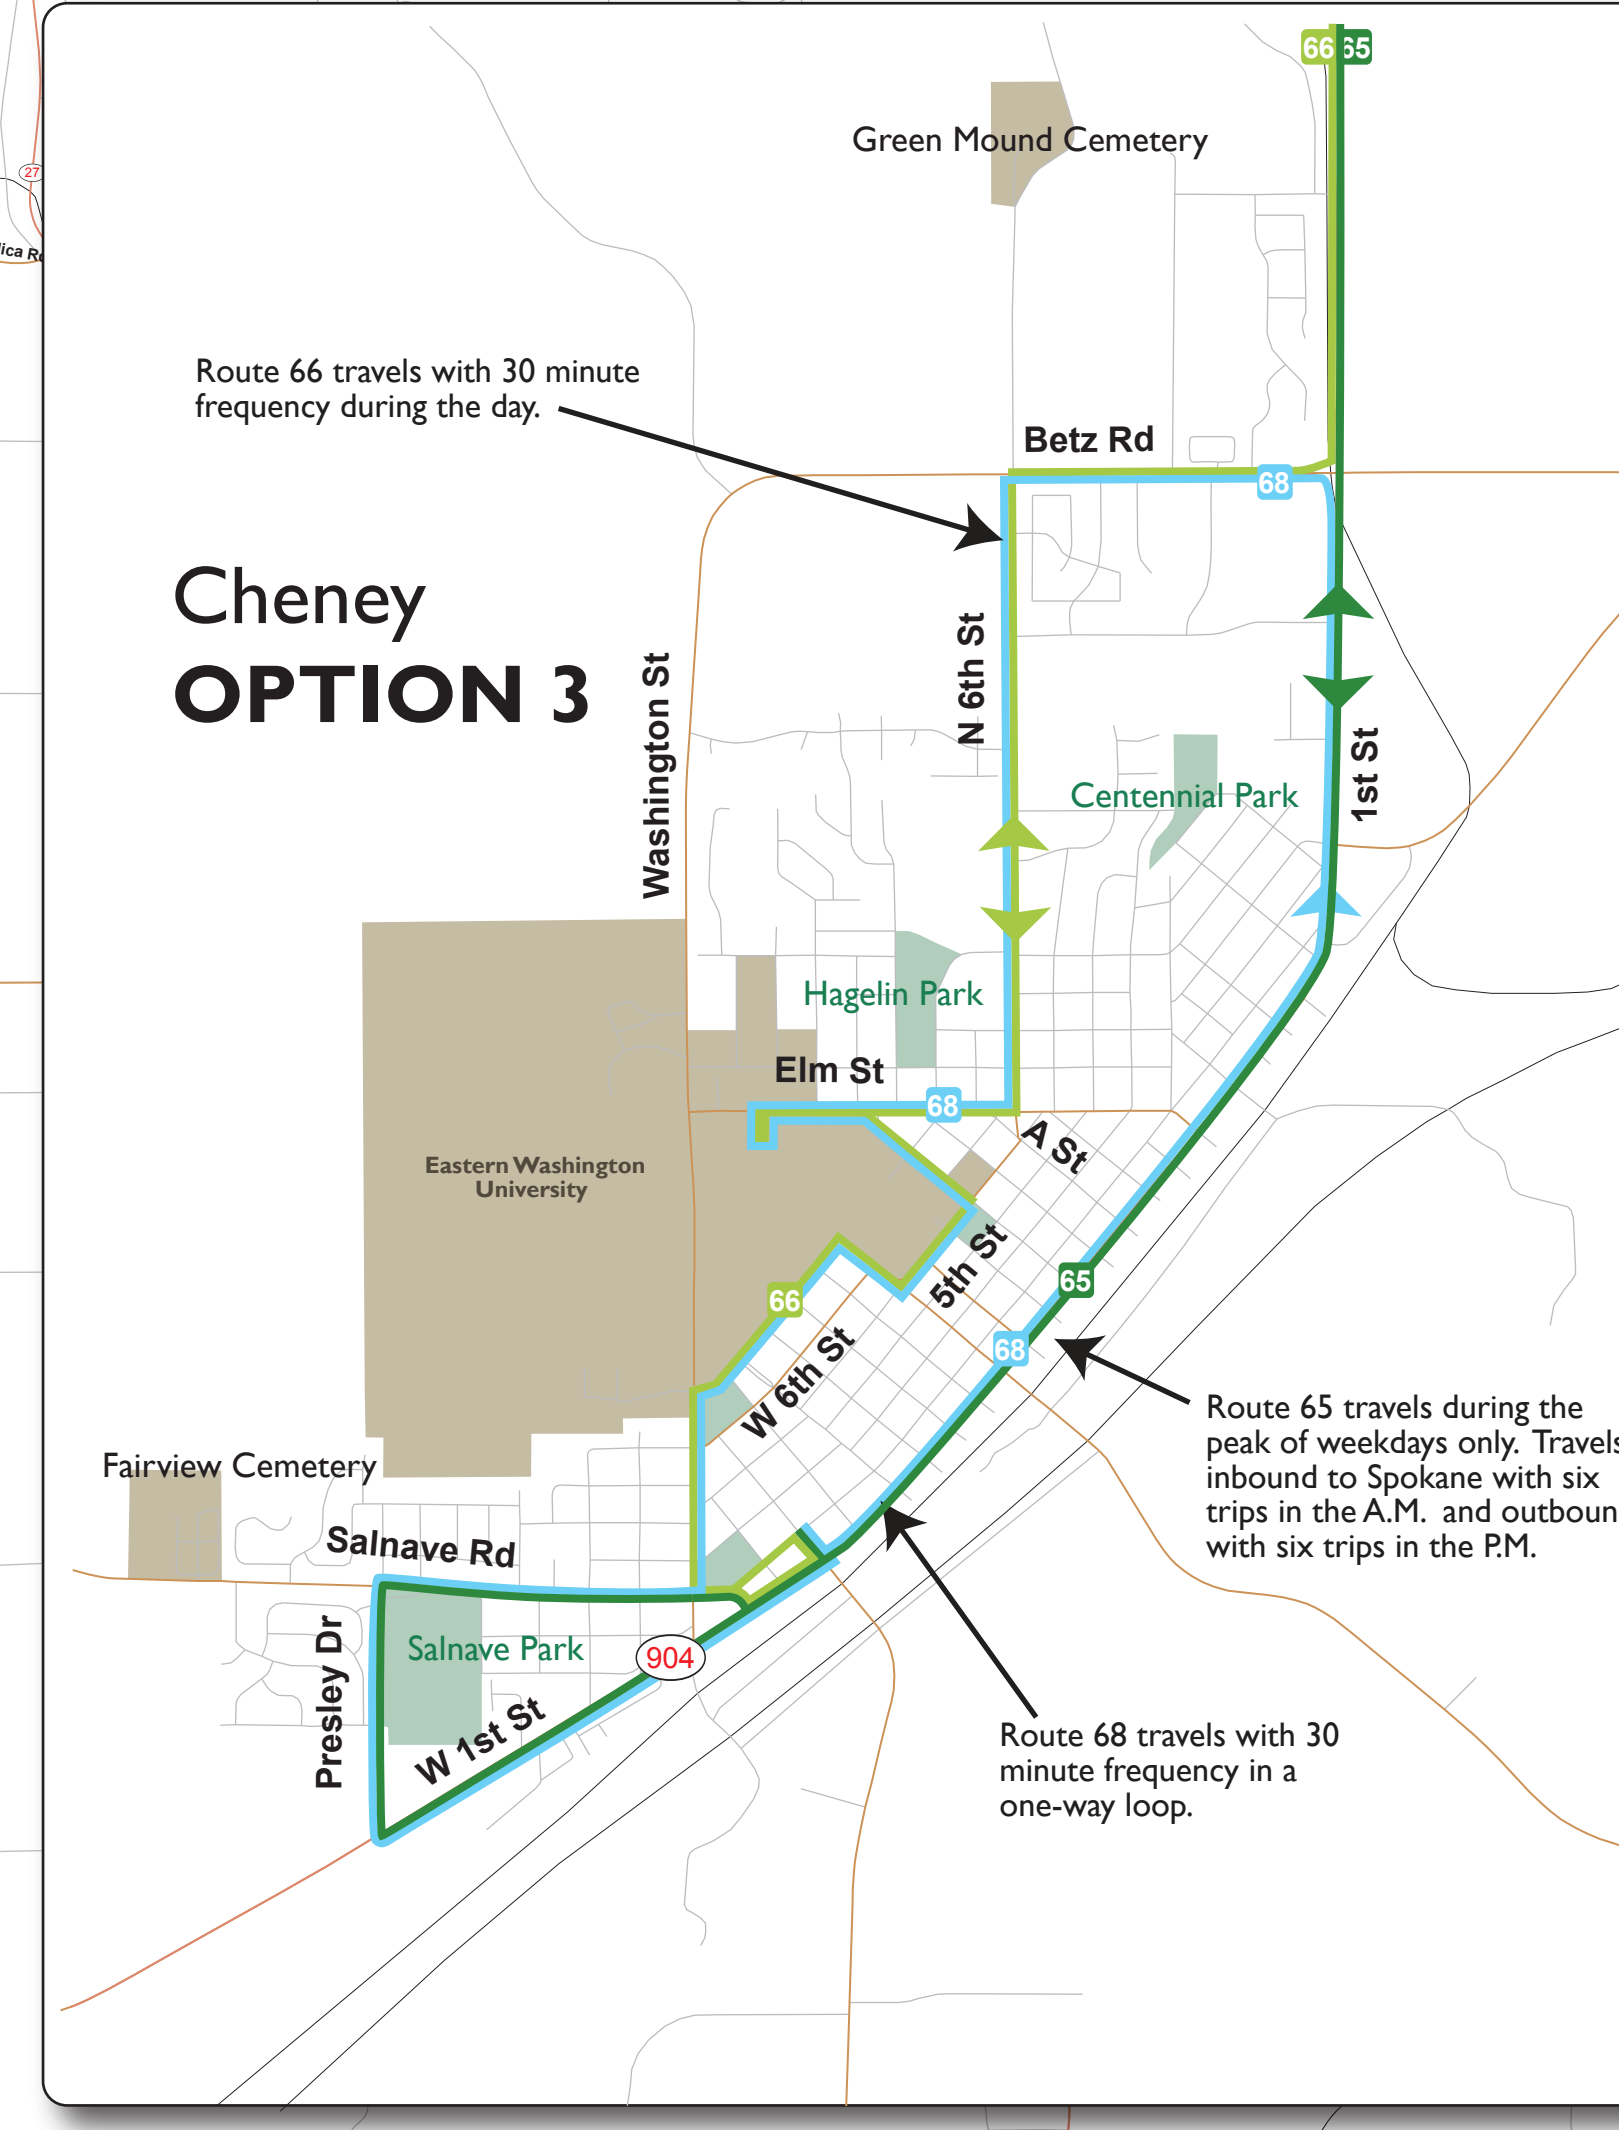 66 65
Green Mound Cemetery
27
ica
Route 66 travels with 30 minute
frequency during the day.
Betz Rd
68
Cheney
OPTION 3
N 6th St
Washington St
1st St
Centennial Park
Hagelin Park
Elm St
68
A St
Eastern Washington
University
5th St
65
66
68
W 6th St
Route 65 travels during the
peak of weekdays only. Travels
inbound to Spokane with six
trips in the A.M. and outboun
with six trips in the P.M.
Fairview Cemetery
Salnave Rd
Presley Dr
Salnave Park
904
W 1st St
Route 68 travels with 30
minute frequency in a
one-way loop.